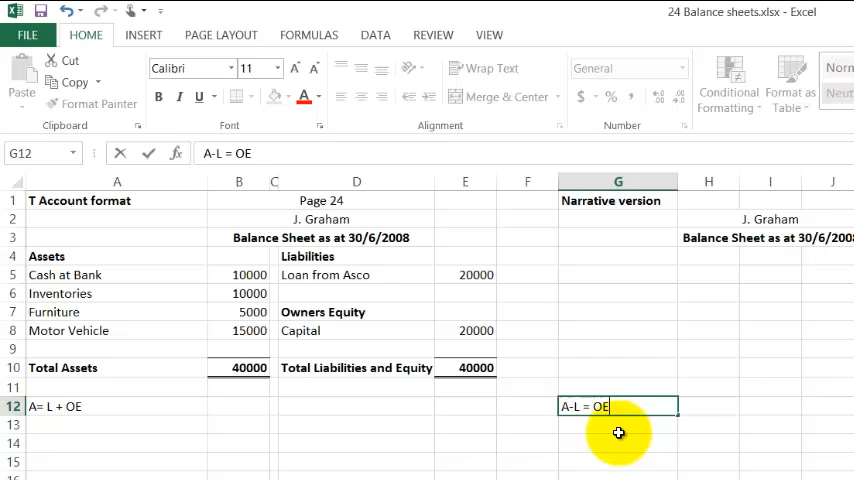 24 Balance sheets.xlsx - Excel
FILE HOME INSERT PAGE LAYOUT FORMULAS DATA REVIEW VIEW
Cut
Copy
Format Painter
Paste
Clipboard
Calibri 11
B I U
Font
Wrap Text
Merge & Center
Alignment
General
$ % ,
Number
Conditional Formatting
Format as Table
Norm
Neut
G12 fx A-L = OE
A B C D E F G H I J
1 T Account format Page 24 Narrative version
2 J. Graham J. Graham
3 Balance Sheet as at 30/6/2008 Balance Sheet as at 30/6/200
4 Assets Liabilities
5 Cash at Bank 10000 Loan from Asco 20000
6 Inventories 10000
7 Furniture 5000 Owners Equity
8 Motor Vehicle 15000 Capital 20000
9
10 Total Assets 40000 Total Liabilities and Equity 40000
11
12 A= L + OE A-L = OE
13
14
15